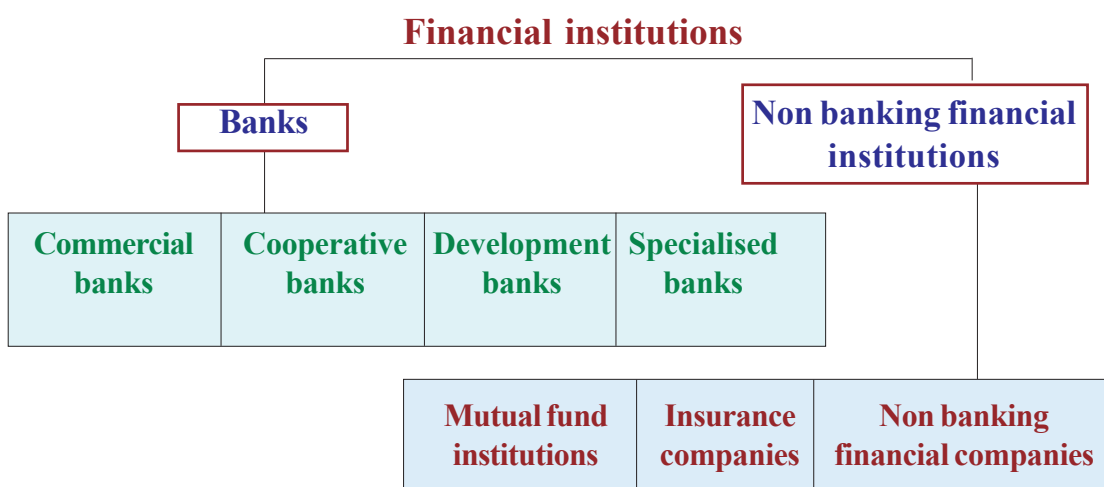 Financial institutions
Banks
Non banking financial
institutions
Commercial
banks
Cooperative
banks
Development
banks
Specialised
banks
Mutual fund
institutions
Insurance
companies
Non banking
financial companies